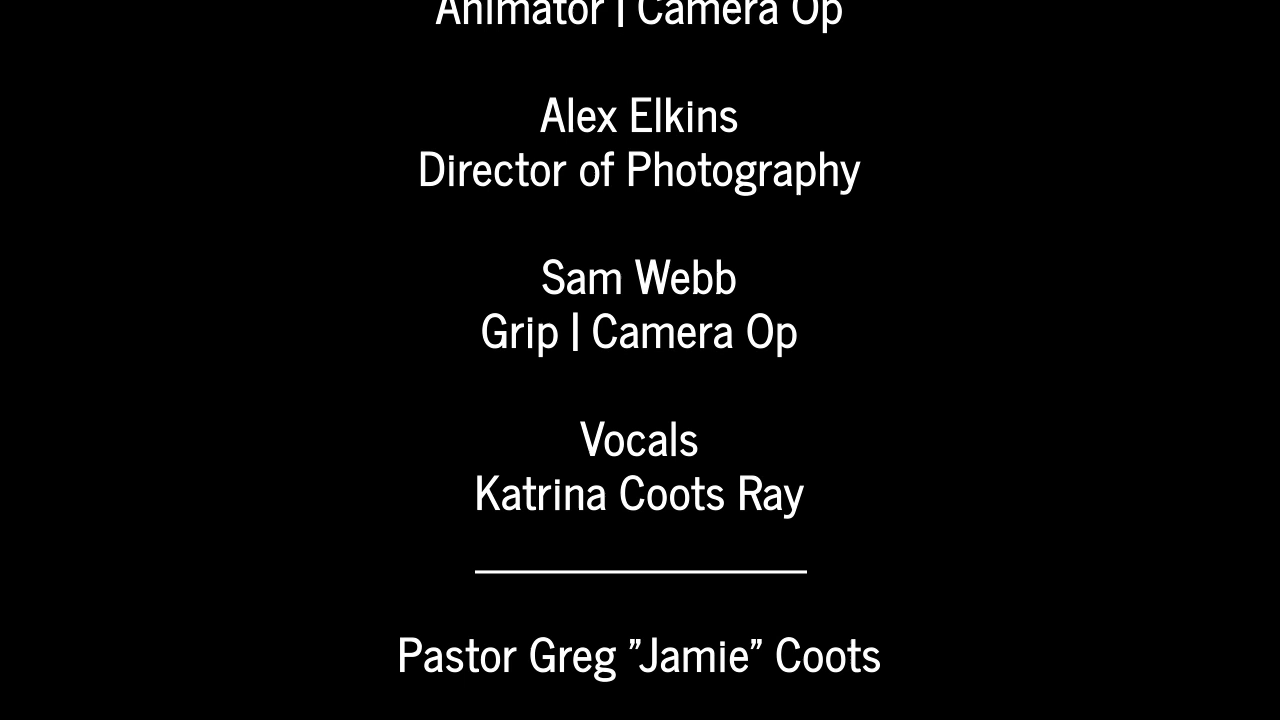 Animator | Camera Op
Alex Elkins
Director of Photography
Sam Webb
Grip | Camera Op
Vocals
Katrina Coots Ray
Pastor Greg ”Jamie” Coots